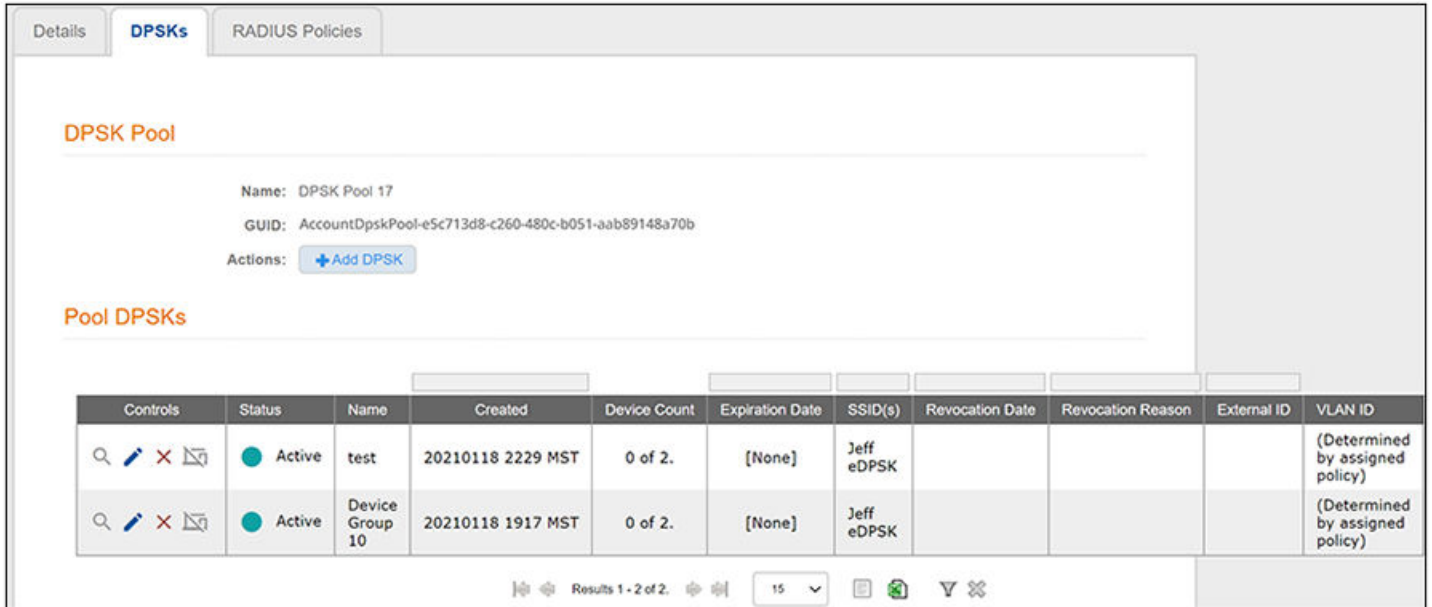 Details DPSKs RADIUS Policies
DPSK Pool
Name: DPSK Pool 17
GUID: AccountDpskPool-e5c713d8-c260-480c-b051-aab89148a70b
Actions: +Add DPSK
Pool DPSKs
Controls Status Name Created Device Count Expiration Date SSID(s) Revocation Date Revocation Reason External ID VLAN ID
Active test 20210118 2229 MST 0 of 2. [None] Jeff eDPSK (Determined by assigned policy)
Active Device Group 10 20210118 1917 MST 0 of 2. [None] Jeff eDPSK (Determined by assigned policy)
Results 1 - 2 of 2. 15